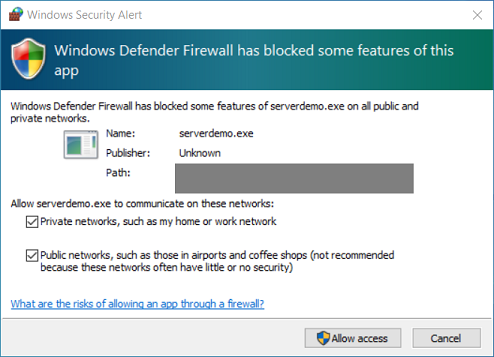 Windows Security Alert
Windows Defender Firewall has blocked some features of this
app
Windows Defender Firewall has blocked some features of serverdemo.exe on all public and
private networks.
Name: serverdemo.exe
Publisher: Unknown
Path:
Allow serverdemo.exe to communicate on these networks:
Private networks, such as my home or work network
Public networks, such as those in airports and coffee shops (not recommended
because these networks often have little or no security)
What are the risks of allowing an app through a firewall?
Allow access
Cancel